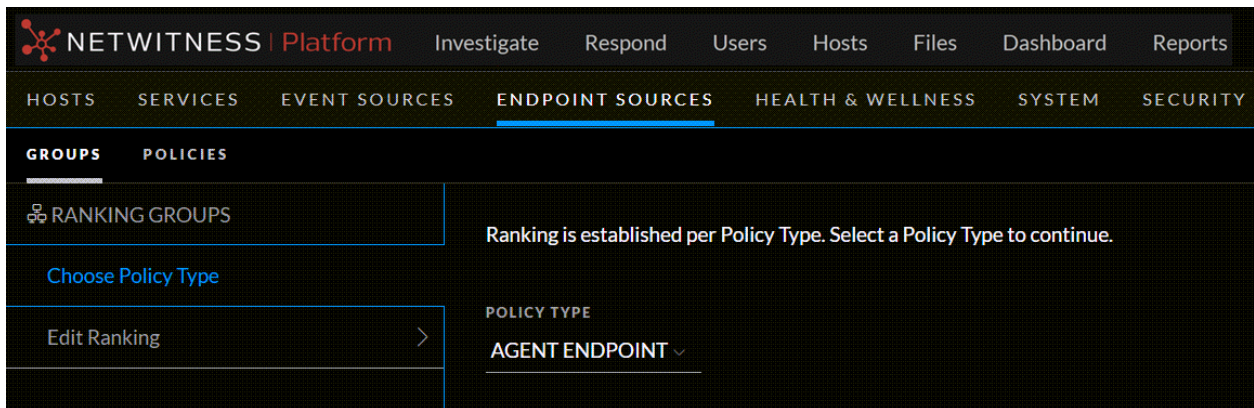 NETWITNESS | Platform Investigate Respond Users Hosts Files Dashboard Reports
HOSTS SERVICES EVENT SOURCES ENDPOINT SOURCES HEALTH & WELLNESS SYSTEM SECURITY
GROUPS POLICIES
RANKING GROUPS
Choose Policy Type
Edit Ranking
Ranking is established per Policy Type. Select a Policy Type to continue.
POLICY TYPE
AGENT ENDPOINT